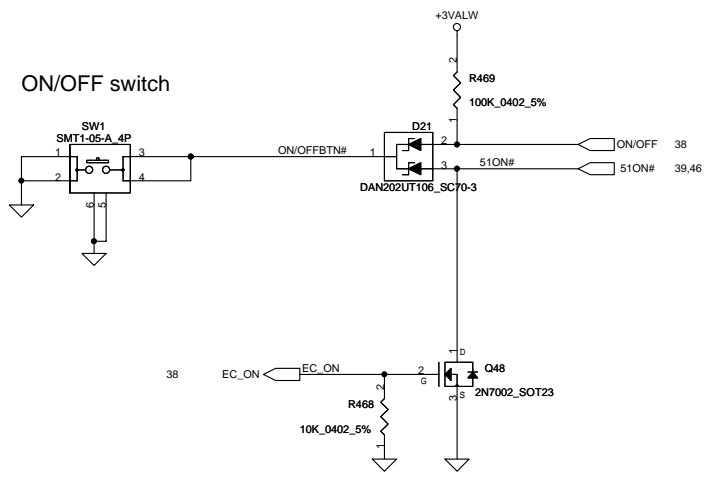 +3VALW
2
R469
100K_0402_5%
1
ON/OFF switch
SW1
SMT1-05-A_4P
1 3
2 4
6 5
ON/OFFBTN#
D21
1 2
3
DAN202UT106_SC70-3
ON/OFF 38
51ON#
51ON# 39,46
1 D
Q48
2N7002_SOT23
2
G
3 S
38 EC_ON EC_ON
2
R468
10K_0402_5%
1